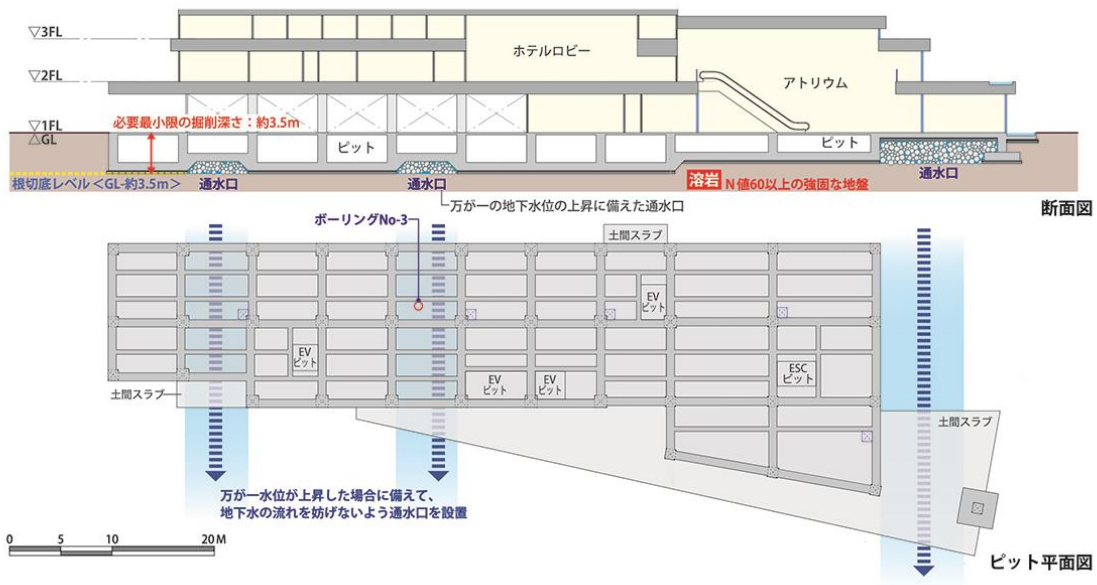 ▽3FL
ホテルロビー
アトリウム
▽2FL
▽1FL
△GL
必要最小限の掘削深さ：約3.5m
ピット
ピット
根切底レベル＜GL-約3.5m＞
通水口
通水口
通水口
溶岩 N値60以上の強固な地盤
万が一の地下水位の上昇に備えた通水口
断面図
ボーリングNo-3
土間スラブ
EV
ピット
EV
ピット
EV
ピット
EV
ピット
ESC
ピット
土間スラブ
土間スラブ
万が一水位が上昇した場合に備えて、
地下水の流れを妨げないよう通水口を設置
0 5 10 20 M
ピット平面図